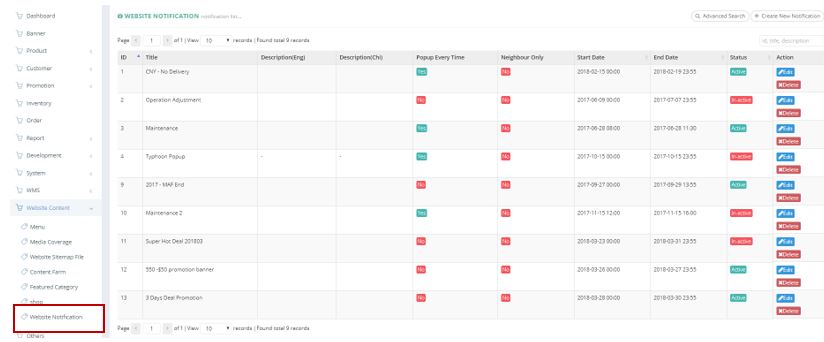 Dashboard
Banner
Product
Customer
Promotion
Inventory
Order
Report
Development
System
WMS
Website Content
Menu
Media Coverage
Website Sitemap File
Content Farm
Featured Category
shop
Website Notification
Others
WEBSITE NOTIFICATION notification list...
Advanced Search
+ Create New Notification
Page < 1 > of 1 | View 10 records | Found total 9 records
title, description
ID Title Description(Eng) Description(Chi) Popup Every Time Neighbour Only Start Date End Date Status Action
1 CNY - No Delivery Yes No 2018-02-15 00:00 2018-02-19 23:55 Active Edit
Delete
2 Operation Adjustment No No 2017-06-09 00:00 2017-07-07 23:55 In-active Edit
Delete
3 Maintenance Yes No 2017-06-28 08:00 2017-06-28 11:30 Active Edit
Delete
4 Typhoon Popup - - Yes No 2017-10-15 00:00 2017-10-15 23:55 In-active Edit
Delete
9 2017 - MAF End No No 2017-09-27 00:00 2017-09-29 13:55 Active Edit
Delete
10 Maintenance 2 Yes No 2017-11-15 12:00 2017-11-15 16:00 In-active Edit
Delete
11 Super Hot Deal 201803 No No 2018-03-23 00:00 2018-03-31 23:55 In-active Edit
Delete
12 550 -$50 promotion banner No No 2018-03-26 00:00 2018-03-27 23:55 Active Edit
Delete
13 3 Days Deal Promotion No No 2018-03-28 00:00 2018-03-30 23:55 Active Edit
Delete
Page < 1 > of 1 | View 10 records | Found total 9 records